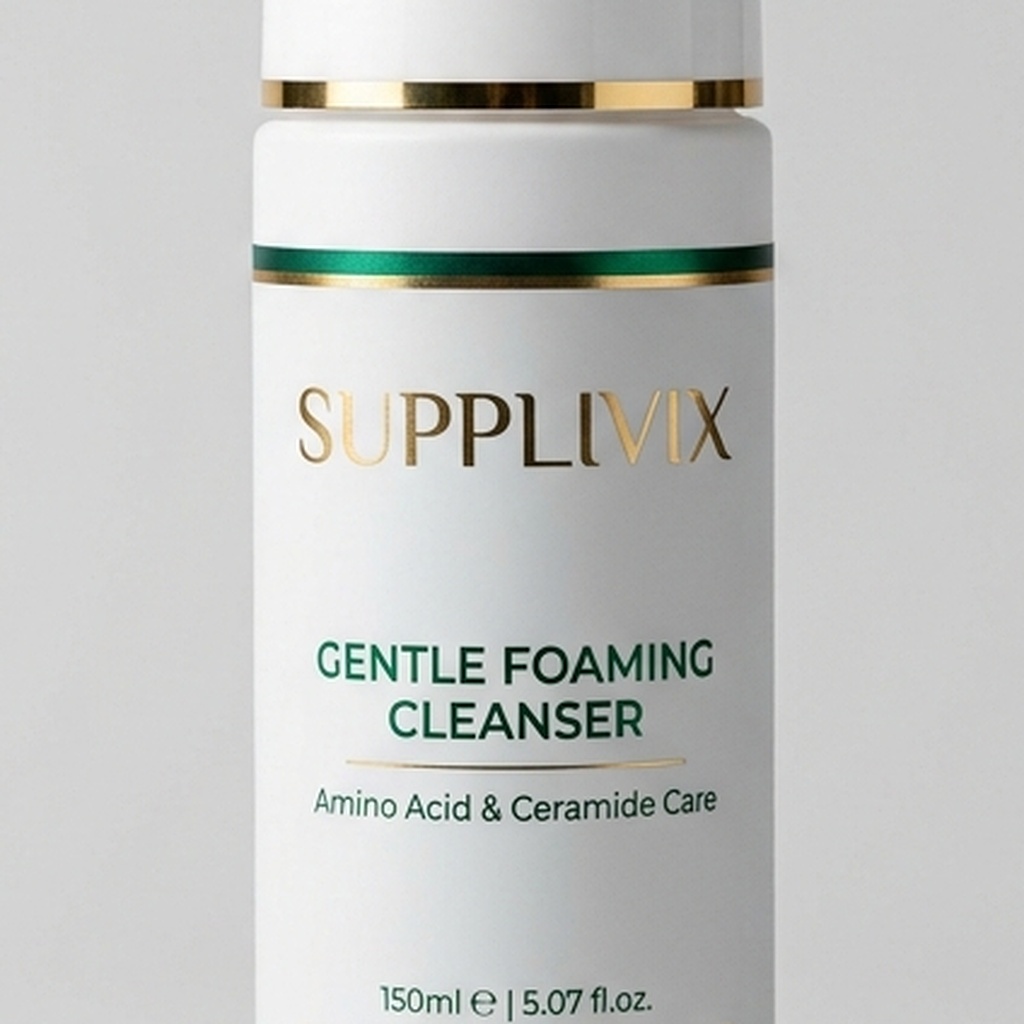 SUPPLIVIX
GENTLE FOAMING
CLEANSER
Amino Acid & Ceramide Care
150ml ℮ | 5.07 fl.oz.